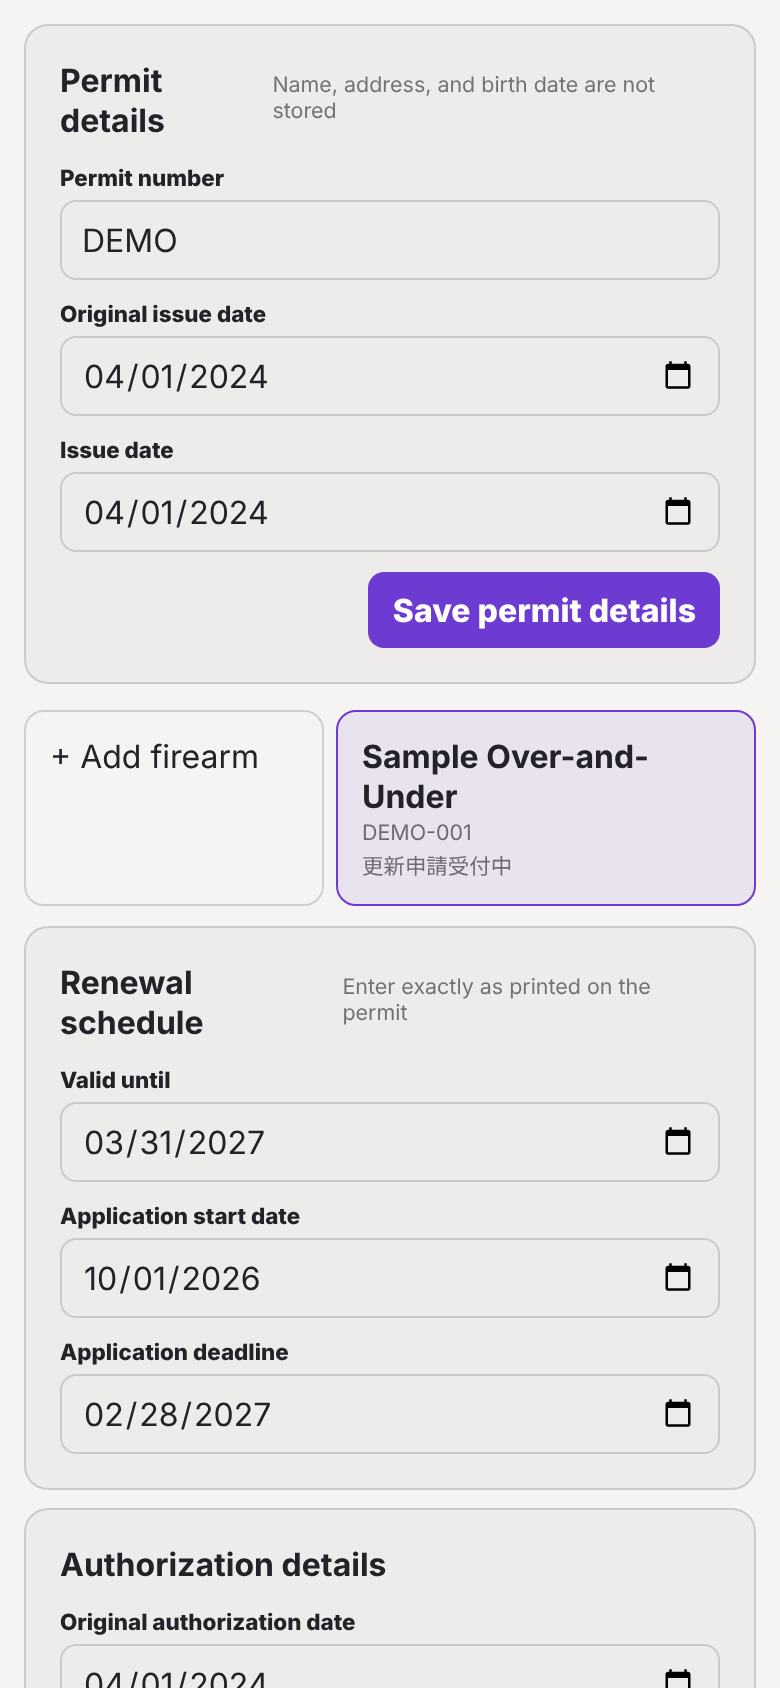 Permit
details
Name, address, and birth date are not
stored
Permit number
DEMO
Original issue date
04/01/2024
Issue date
04/01/2024
Save permit details
+ Add firearm
Sample Over-and-
Under
DEMO-001
更新申請受付中
Renewal
schedule
Enter exactly as printed on the
permit
Valid until
03/31/2027
Application start date
10/01/2026
Application deadline
02/28/2027
Authorization details
Original authorization date
04/01/2024